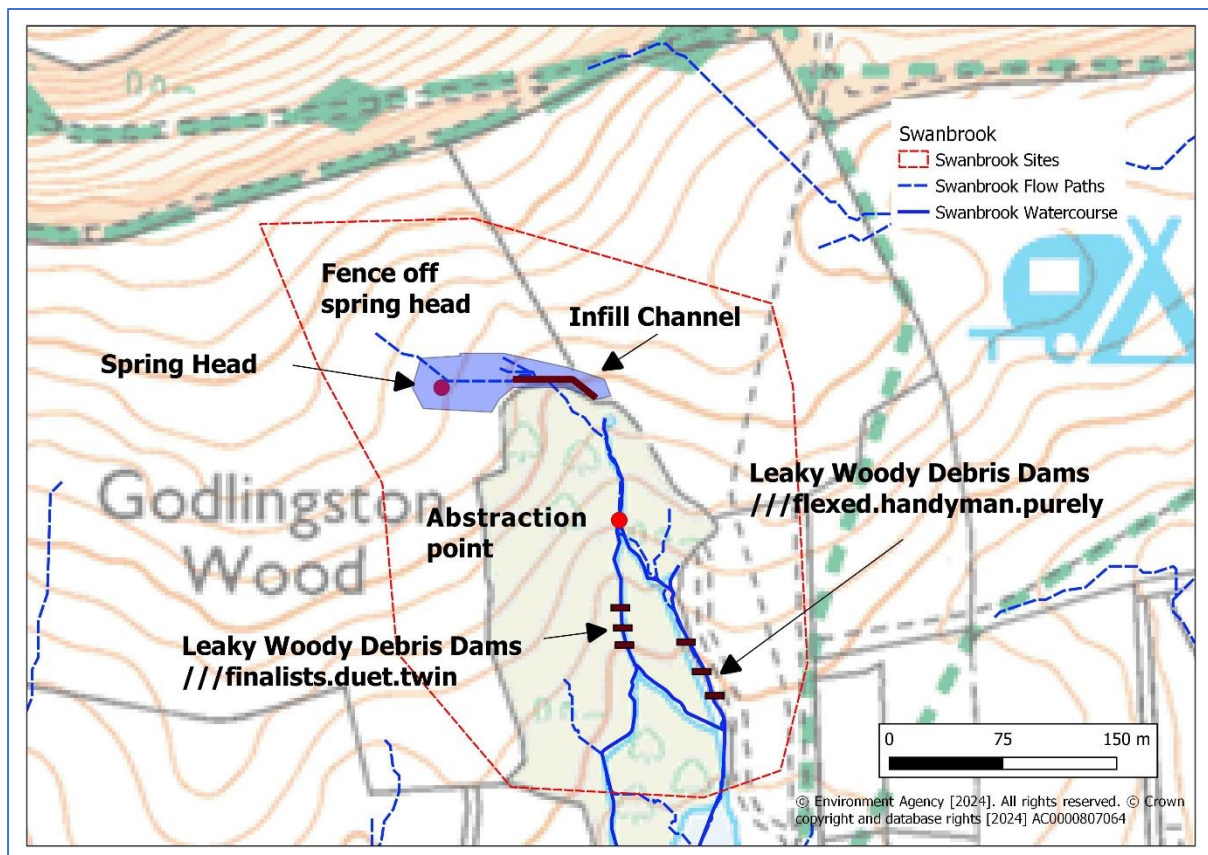 Swanbrook
Swanbrook Sites
Swanbrook Flow Paths
Swanbrook Watercourse
Fence off
spring head
Infill Channel
Spring Head
Leaky Woody Debris Dams
///flexed.handyman.purely
Godlingston
Wood
Abstraction
point
Leaky Woody Debris Dams
///finalists.duet.twin
0 75 150 m
© Environment Agency [2024]. All rights reserved. © Crown
copyright and database rights [2024] AC0000807064